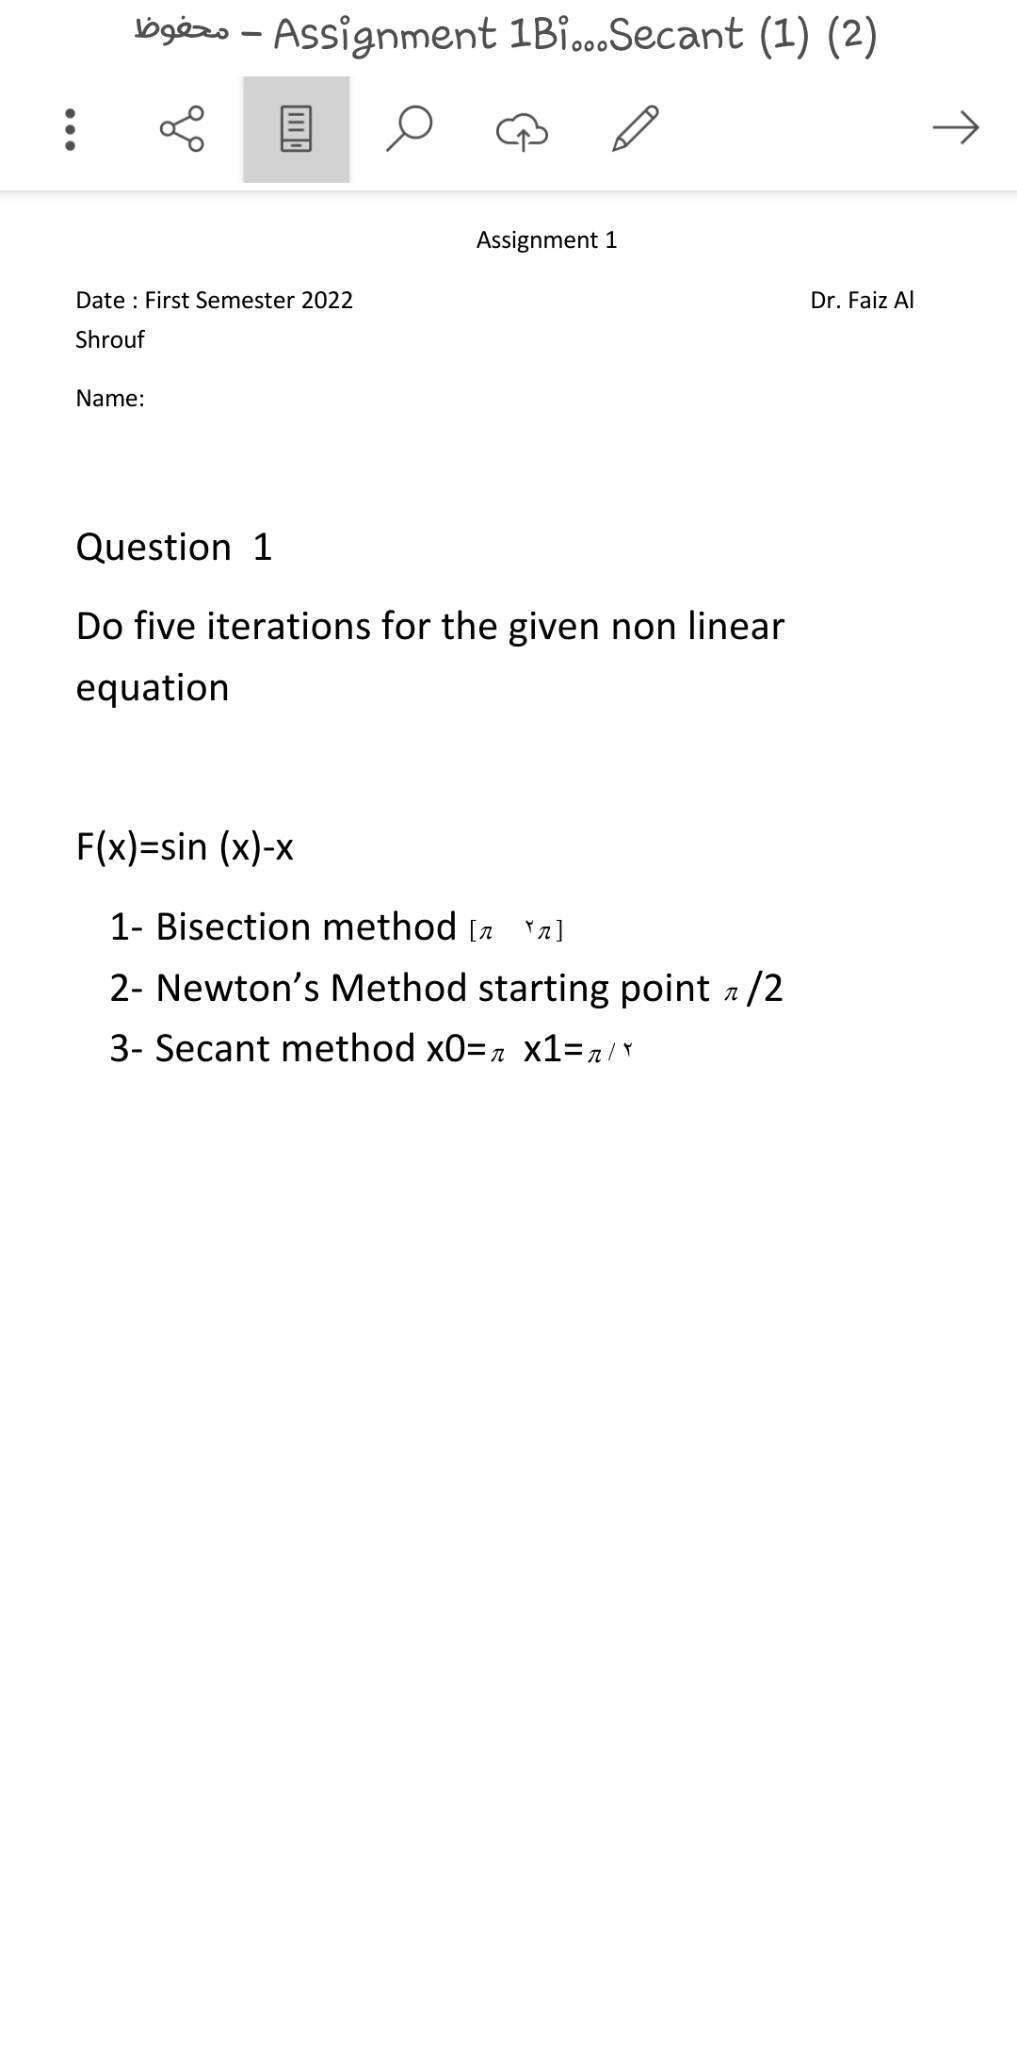 محفوظ – Assignment 1Bi...Secant (1) (2)
Assignment 1
Date : First Semester 2022 Dr. Faiz Al
Shrouf
Name:
Question 1
Do five iterations for the given non linear
equation
F(x)=sin (x)-x
1- Bisection method [π ٢π]
2- Newton’s Method starting point π /2
3- Secant method x0=π x1=π / ٢